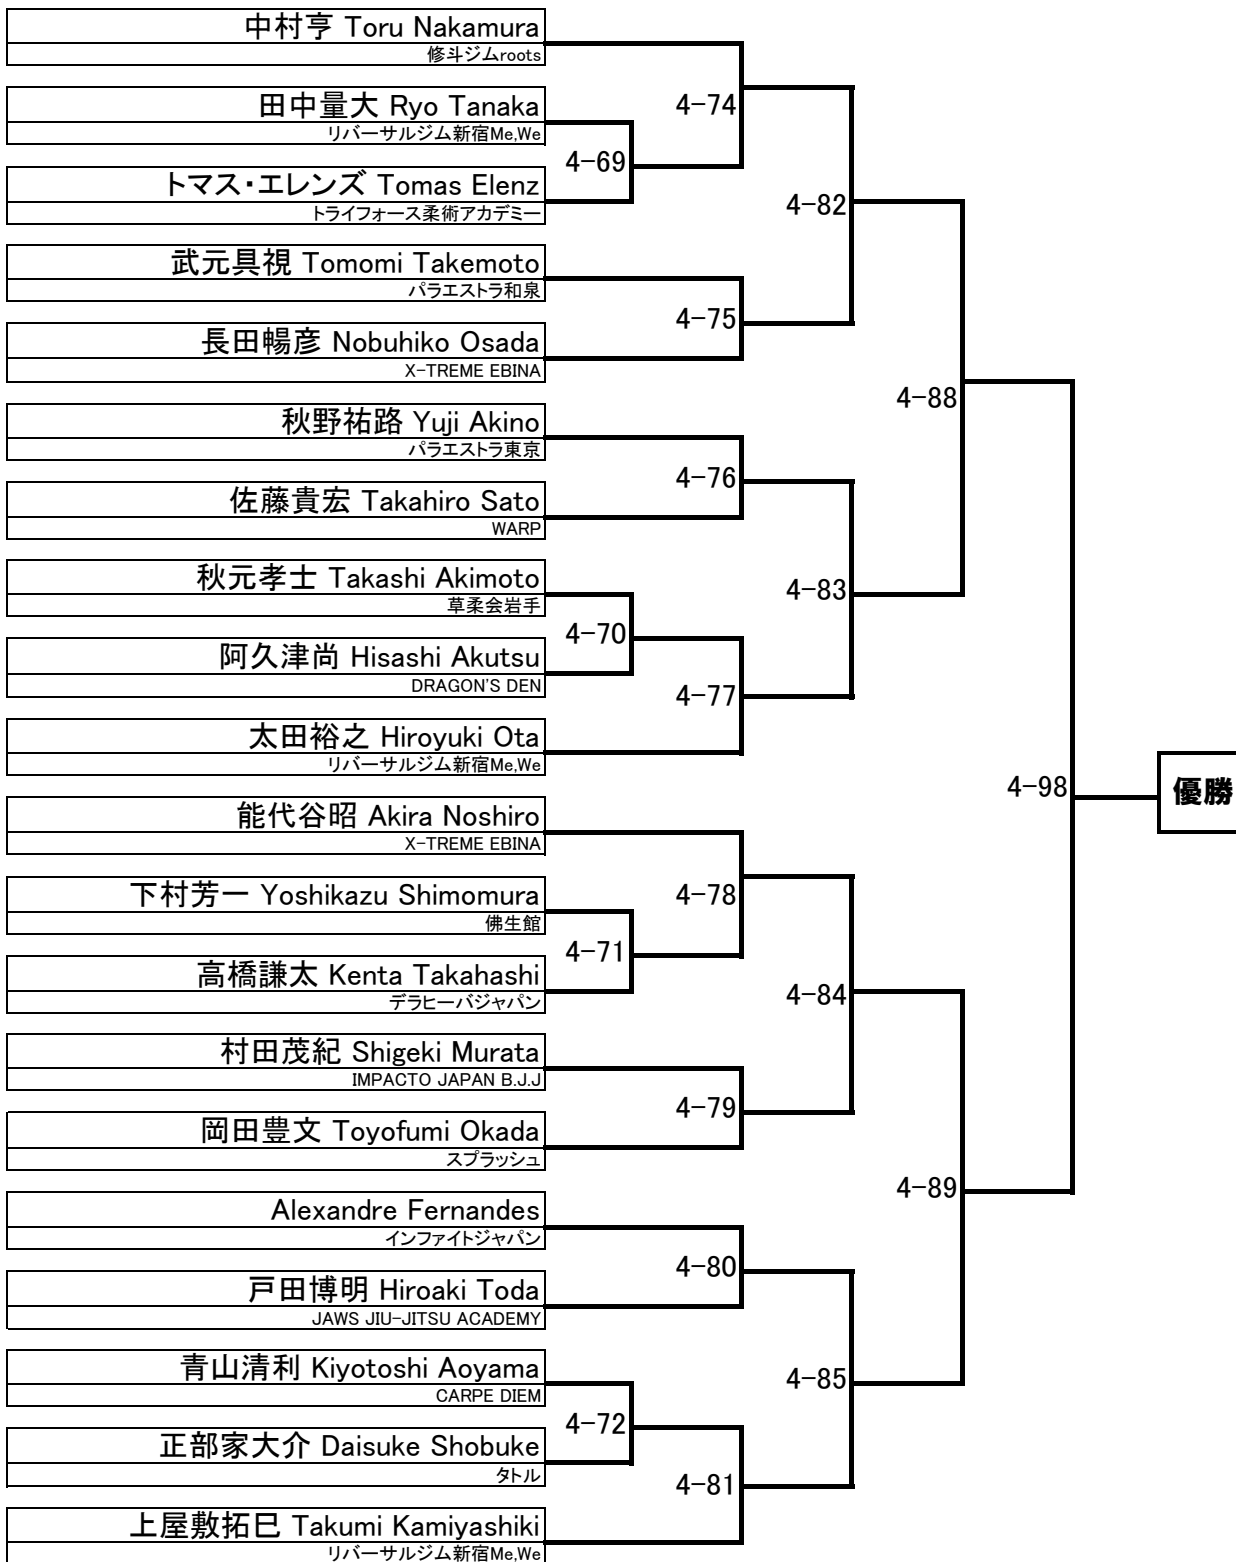 中村亨 Toru Nakamura
修斗ジムroots
4-74
田中量大 Ryo Tanaka
リバーサルジム新宿Me,We
4-69
トマス・エレンズ Tomas Elenz
トライフォース柔術アカデミー
4-82
武元具視 Tomomi Takemoto
パラエストラ和泉
4-75
長田暢彦 Nobuhiko Osada
X-TREME EBINA
4-88
秋野祐路 Yuji Akino
パラエストラ東京
4-76
佐藤貴宏 Takahiro Sato
WARP
秋元孝士 Takashi Akimoto
草柔会岩手
4-83
4-70
阿久津尚 Hisashi Akutsu
DRAGON'S DEN
4-77
太田裕之 Hiroyuki Ota
リバーサルジム新宿Me,We
4-98
優勝
能代谷昭 Akira Noshiro
X-TREME EBINA
4-78
下村芳一 Yoshikazu Shimomura
佛生館
4-71
高橋謙太 Kenta Takahashi
デラヒーバジャパン
4-84
村田茂紀 Shigeki Murata
IMPACTO JAPAN B.J.J
4-79
岡田豊文 Toyofumi Okada
スプラッシュ
4-89
Alexandre Fernandes
インファイトジャパン
4-80
戸田博明 Hiroaki Toda
JAWS JIU-JITSU ACADEMY
青山清利 Kiyotoshi Aoyama
CARPE DIEM
4-85
4-72
正部家大介 Daisuke Shobuke
タトル
4-81
上屋敷拓巳 Takumi Kamiyashiki
リバーサルジム新宿Me,We